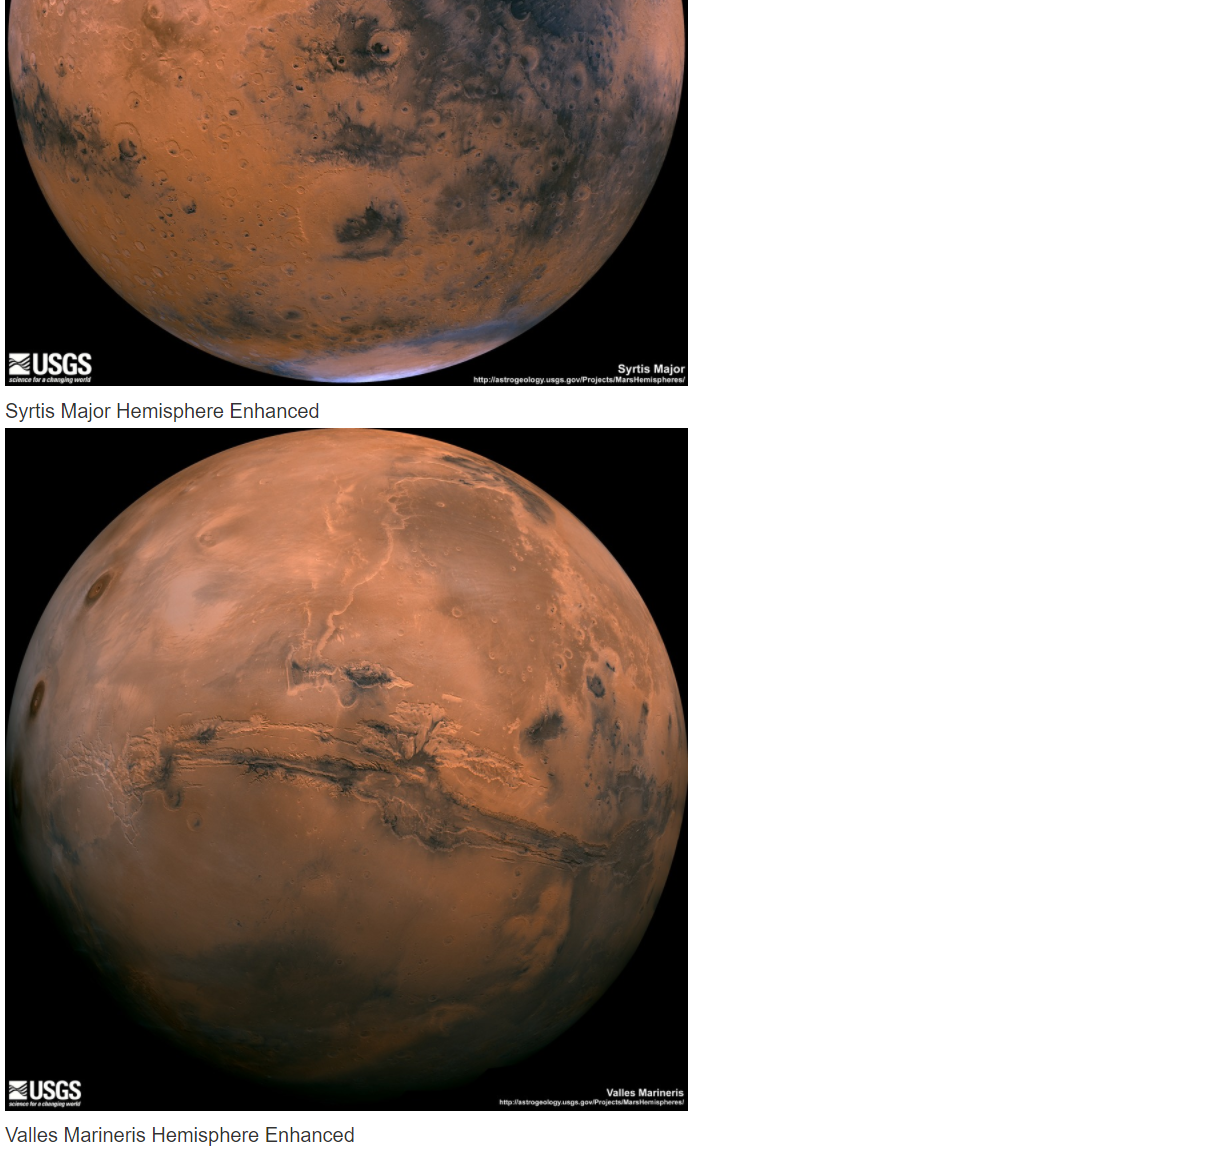 USGS
science for a changing world
Syrtis Major
http://astrogeology.usgs.gov/Projects/MarsHemispheres/
Syrtis Major Hemisphere Enhanced
USGS
science for a changing world
Valles Marineris
http://astrogeology.usgs.gov/Projects/MarsHemispheres/
Valles Marineris Hemisphere Enhanced